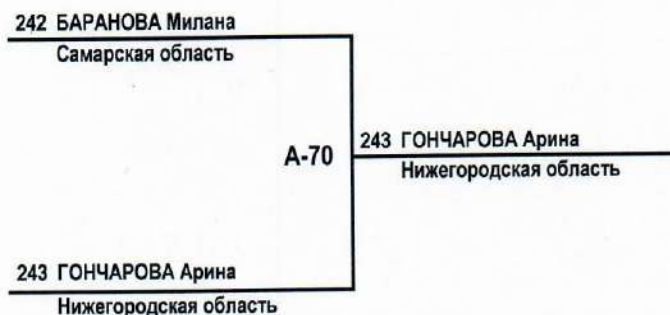 242 БАРАНОВА Милана
Самарская область
А-70
243 ГОНЧАРОВА Арина
Нижегородская область
243 ГОНЧАРОВА Арина
Нижегородская область